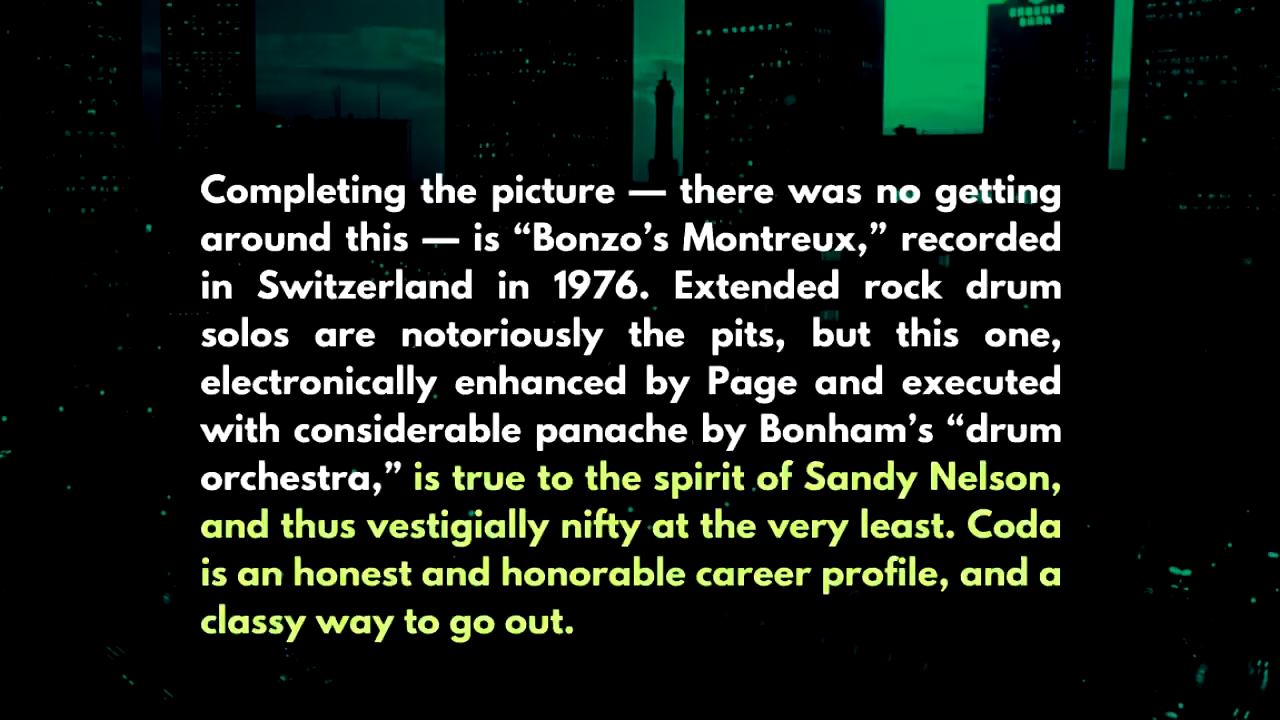 Completing the picture — there was no getting
around this — is “Bonzo’s Montreux,” recorded
in Switzerland in 1976. Extended rock drum
solos are notoriously the pits, but this one,
electronically enhanced by Page and executed
with considerable panache by Bonham’s “drum
orchestra,” is true to the spirit of Sandy Nelson,
and thus vestigially nifty at the very least. Coda
is an honest and honorable career profile, and a
classy way to go out.